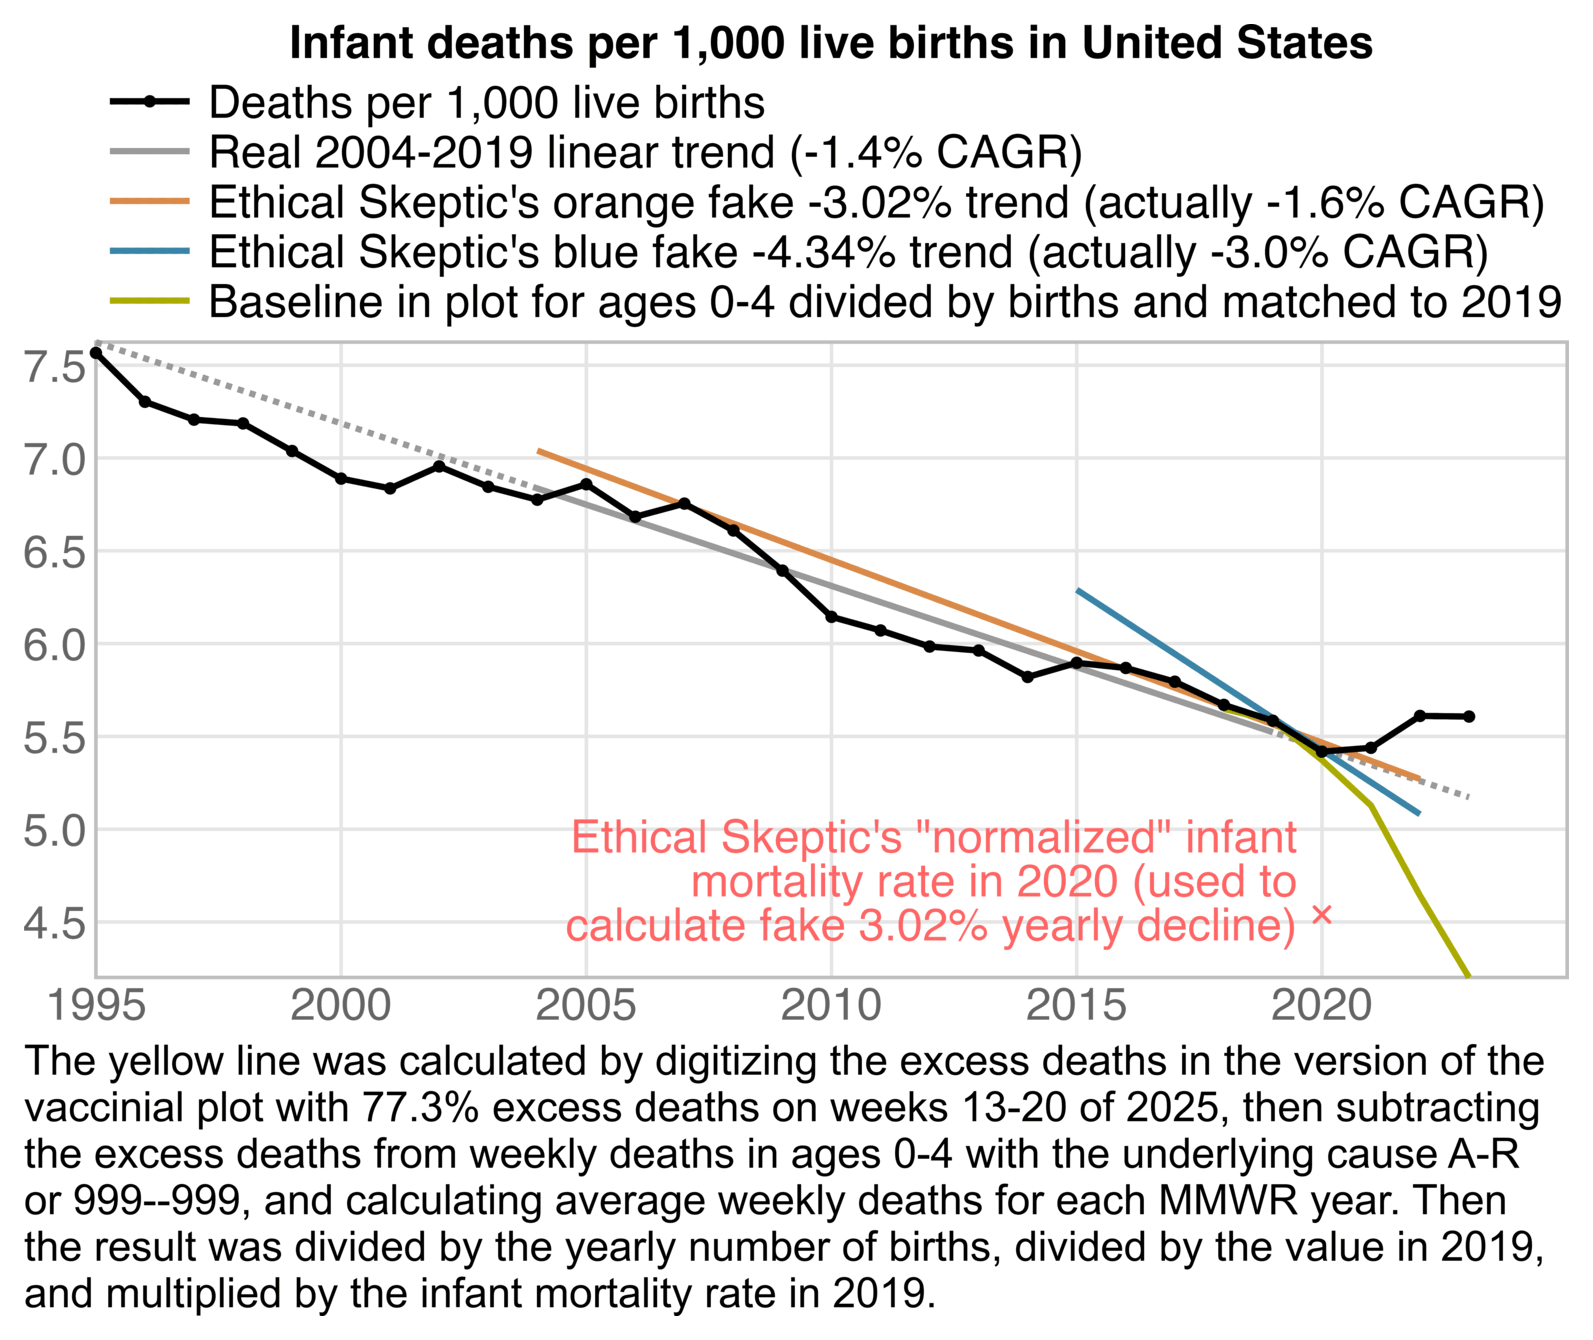 Infant deaths per 1,000 live births in United States
Deaths per 1,000 live births
Real 2004-2019 linear trend (-1.4% CAGR)
Ethical Skeptic's orange fake -3.02% trend (actually -1.6% CAGR)
Ethical Skeptic's blue fake -4.34% trend (actually -3.0% CAGR)
Baseline in plot for ages 0-4 divided by births and matched to 2019
7.5
7.0
6.5
6.0
5.5
5.0
4.5
Ethical Skeptic's "normalized" infant
mortality rate in 2020 (used to
calculate fake 3.02% yearly decline)
1995 2000 2005 2010 2015 2020
The yellow line was calculated by digitizing the excess deaths in the version of the
vaccinial plot with 77.3% excess deaths on weeks 13-20 of 2025, then subtracting
the excess deaths from weekly deaths in ages 0-4 with the underlying cause A-R
or 999--999, and calculating average weekly deaths for each MMWR year. Then
the result was divided by the yearly number of births, divided by the value in 2019,
and multiplied by the infant mortality rate in 2019.